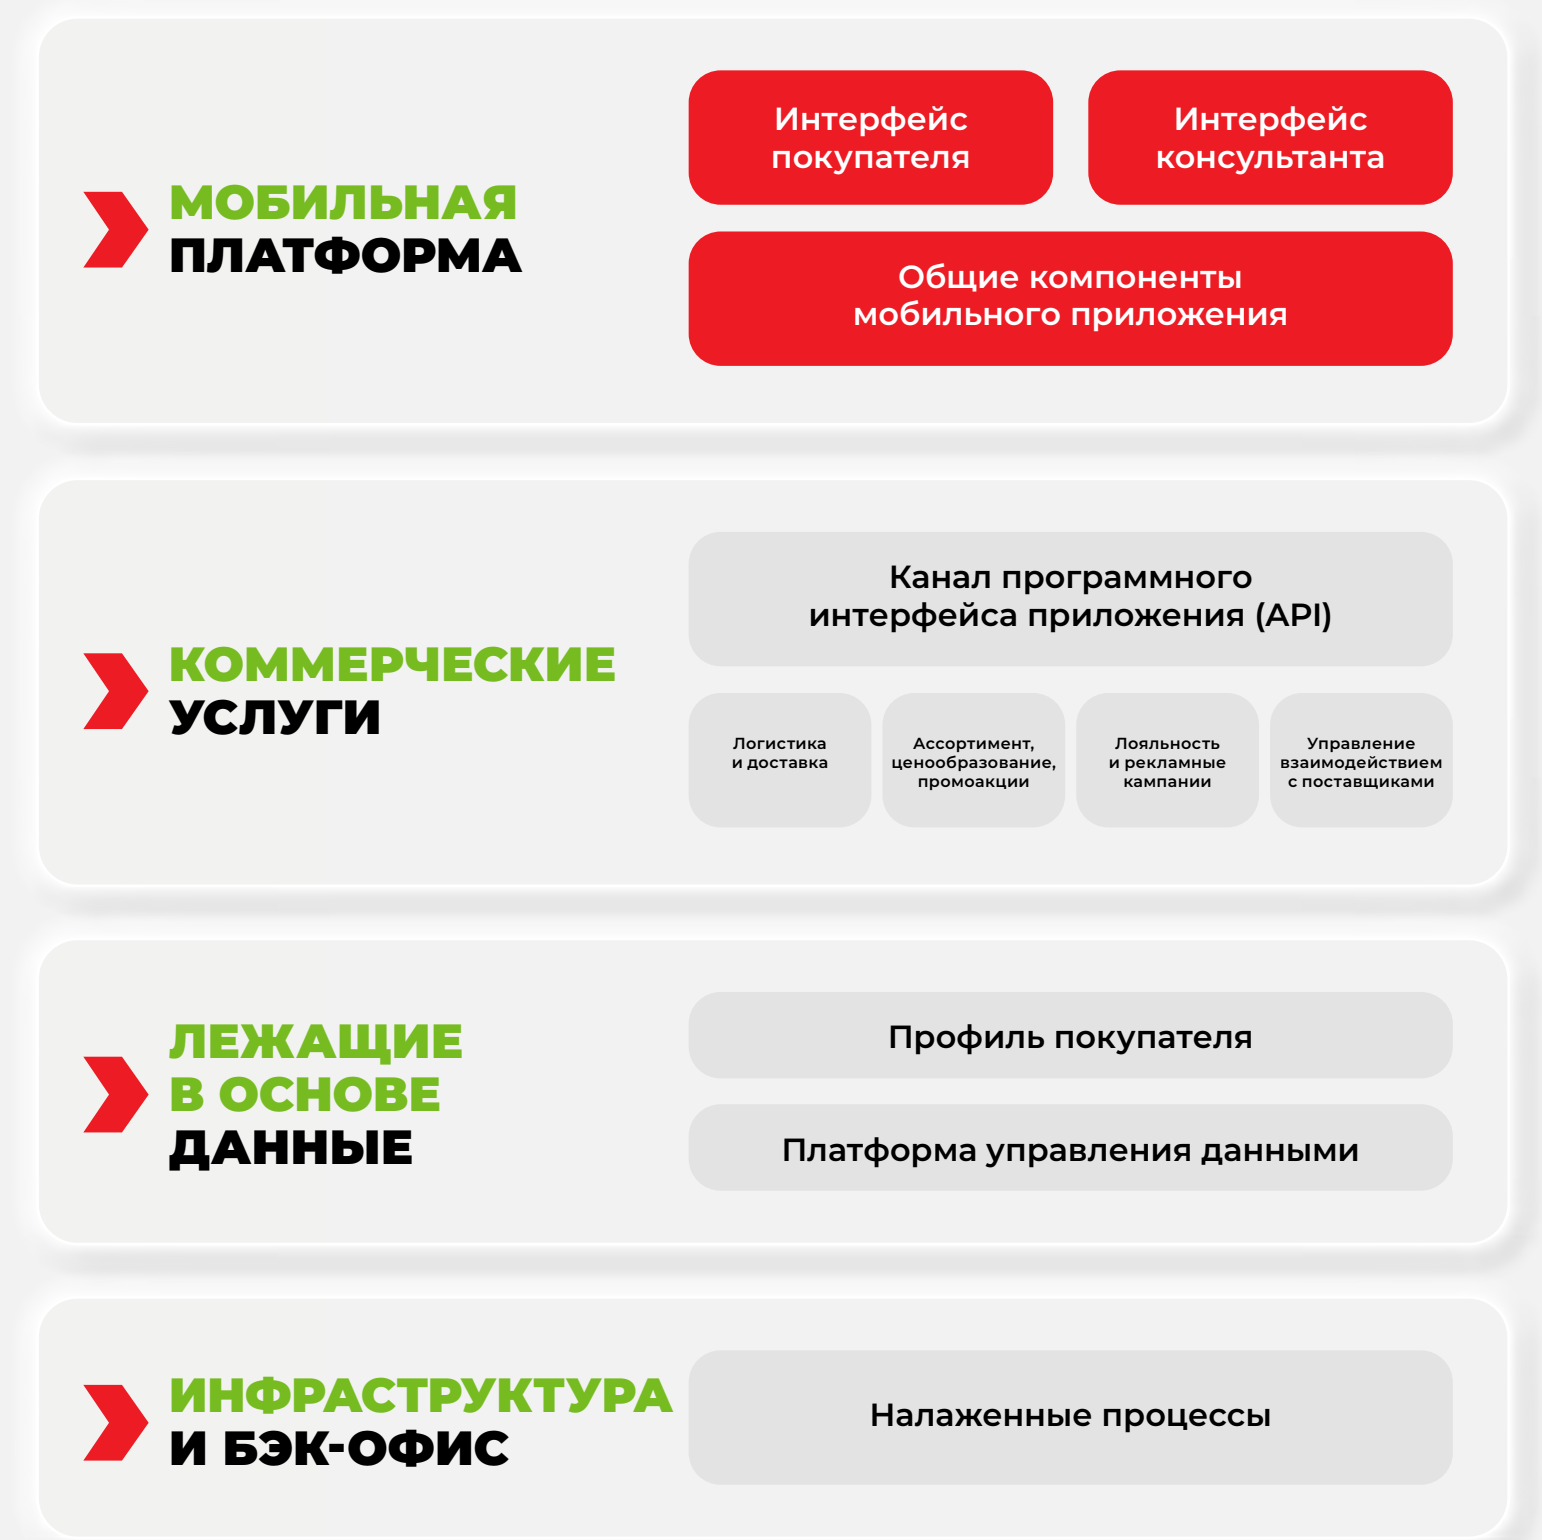 МОБИЛЬНАЯ
ПЛАТФОРМА
Интерфейс
покупателя
Интерфейс
консультанта
Общие компоненты
мобильного приложения
КОММЕРЧЕСКИЕ
УСЛУГИ
Канал программного
интерфейса приложения (API)
Логистика
и доставка
Ассортимент,
ценообразование,
промоакции
Лояльность
и рекламные
кампании
Управление
взаимодействием
с поставщиками
ЛЕЖАЩИЕ
В ОСНОВЕ
ДАННЫЕ
Профиль покупателя
Платформа управления данными
ИНФРАСТРУКТУРА
И БЭК-ОФИС
Налаженные процессы